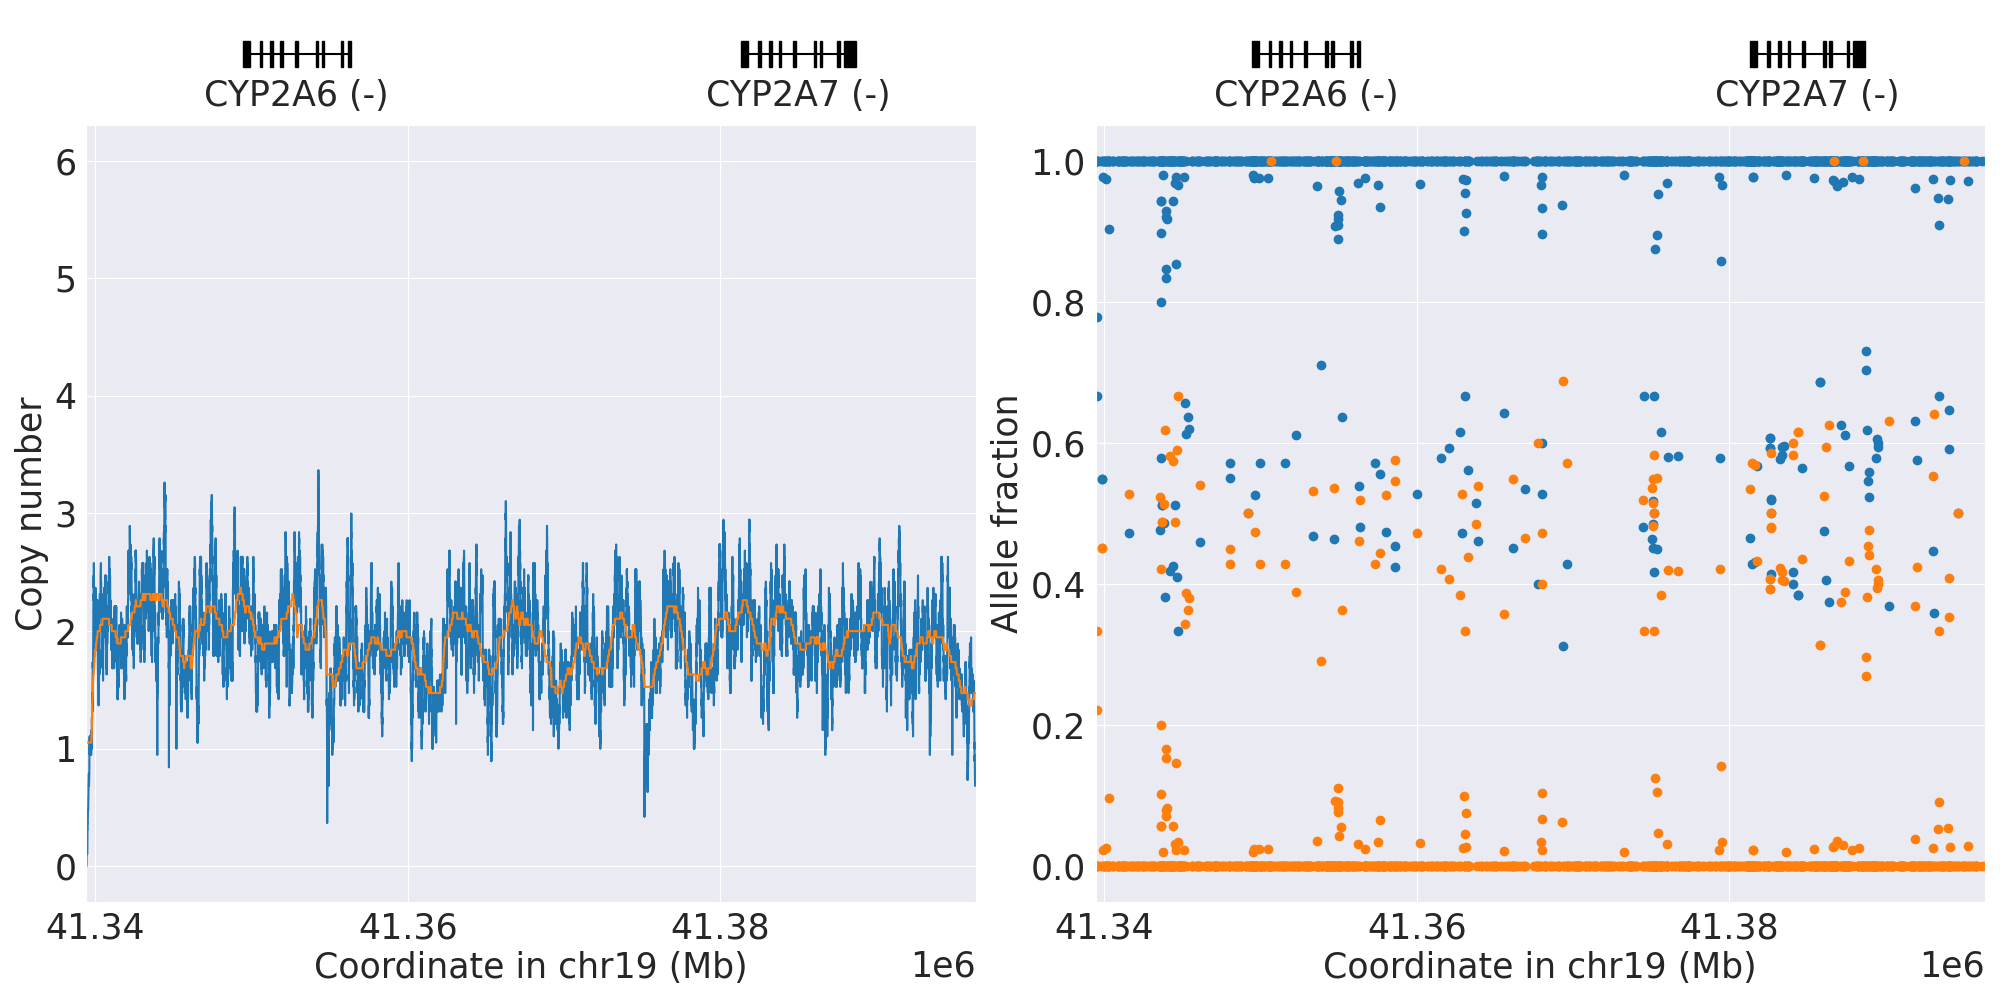 CYP2A6 (-)
CYP2A7 (-)
6
5
4
3
2
1
0
Copy number
41.34
41.36
41.38
Coordinate in chr19 (Mb)
1e6
CYP2A6 (-)
CYP2A7 (-)
1.0
0.8
0.6
0.4
0.2
0.0
Allele fraction
41.34
41.36
41.38
Coordinate in chr19 (Mb)
1e6